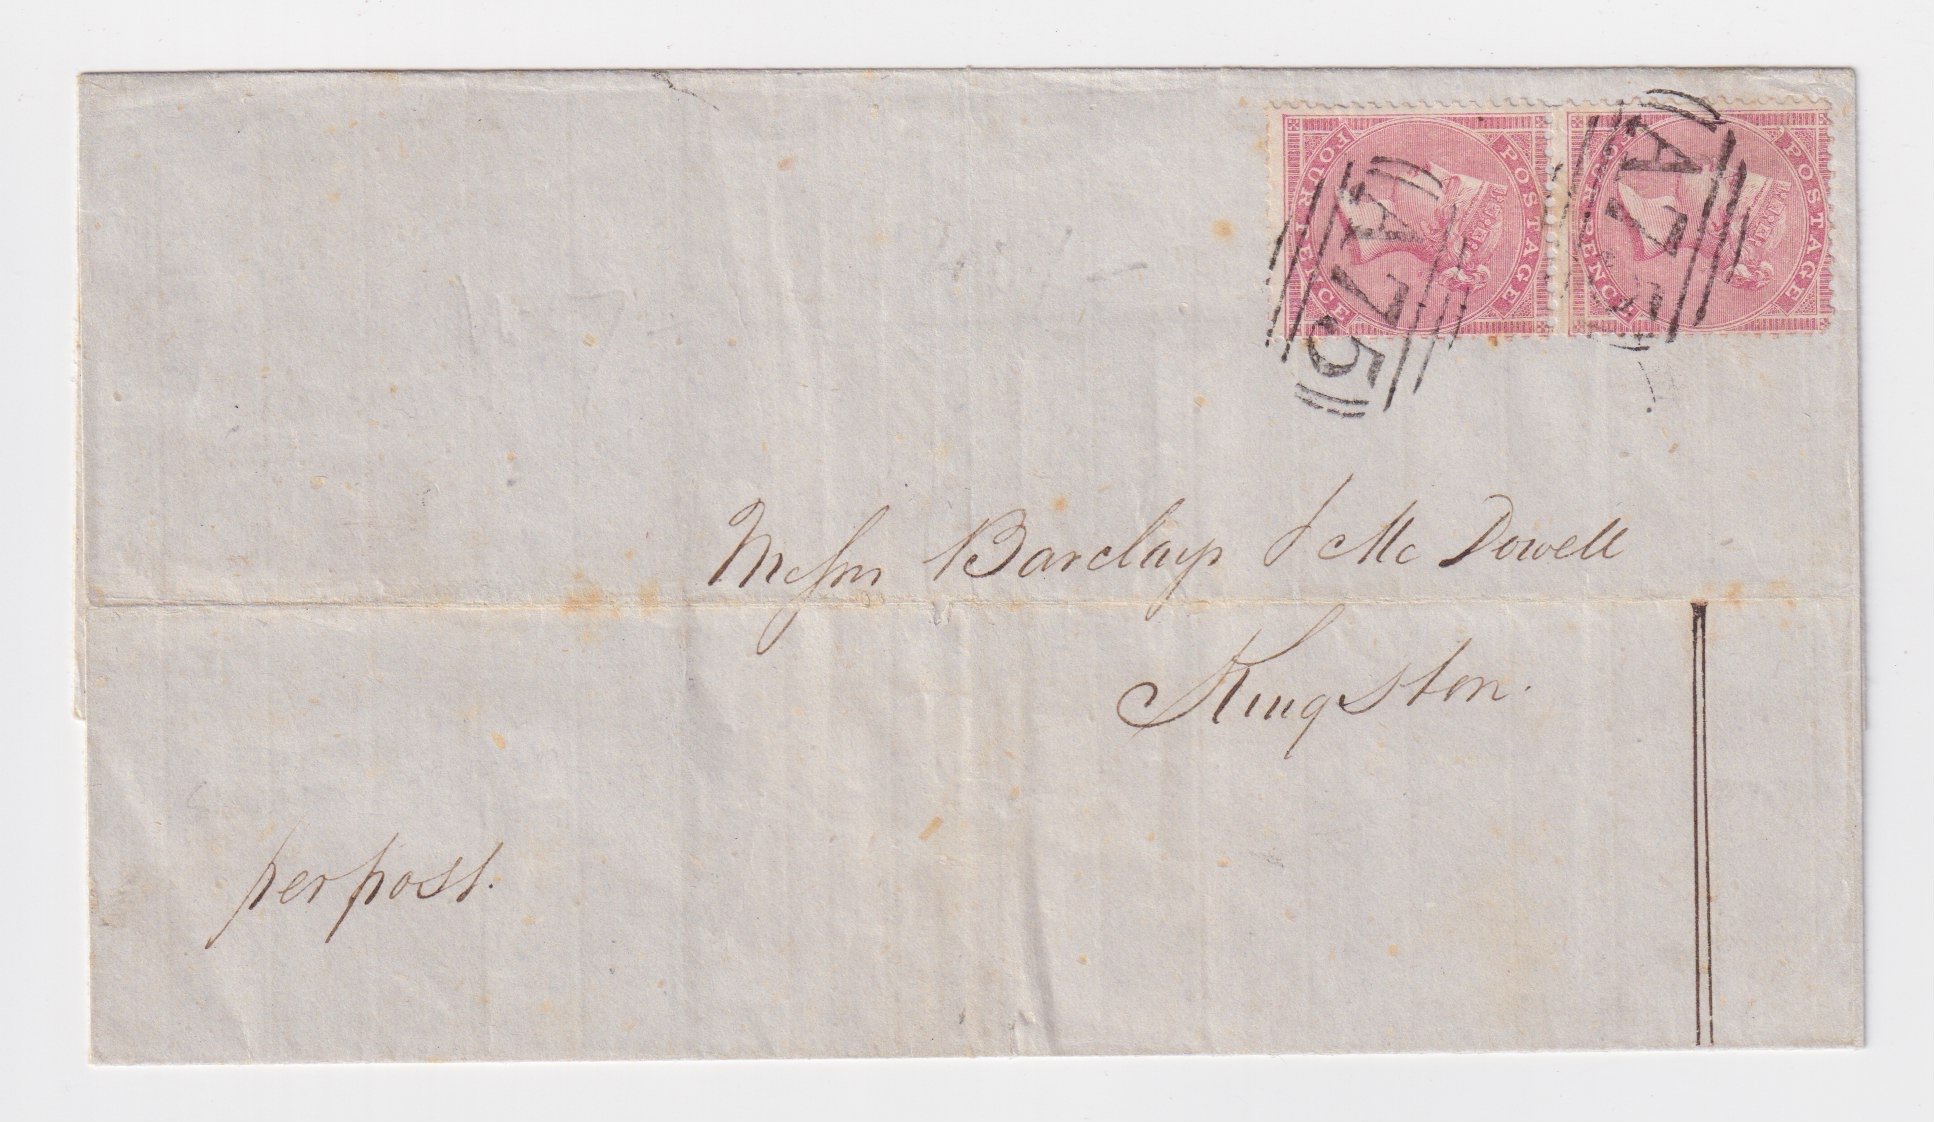 POSTAGE
FOUR PENCE
POSTAGE
FOUR PENCE
A75
A75
Messrs Barclay & McDowell
Kingston.
per post.